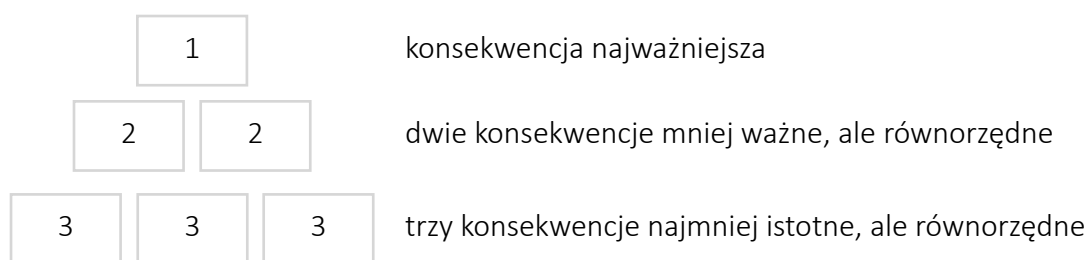 1 konsekwencja najważniejsza
2 2 dwie konsekwencje mniej ważne, ale równorzędne
3 3 3 trzy konsekwencje najmniej istotne, ale równorzędne